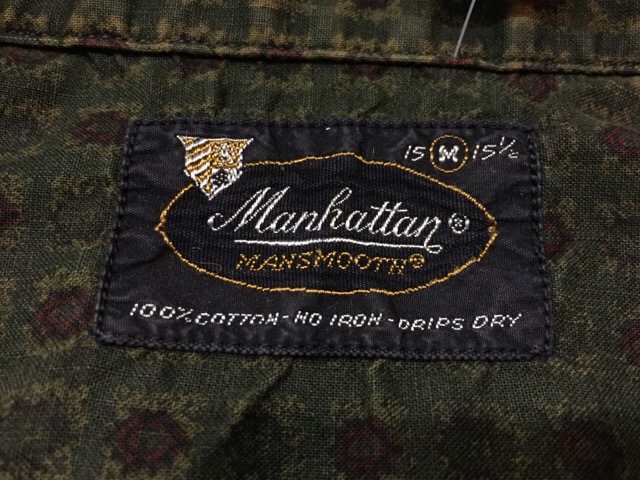 15 M 15½
Manhattan®
MANSMOOTH®
100% COTTON - NO IRON - DRIPS DRY